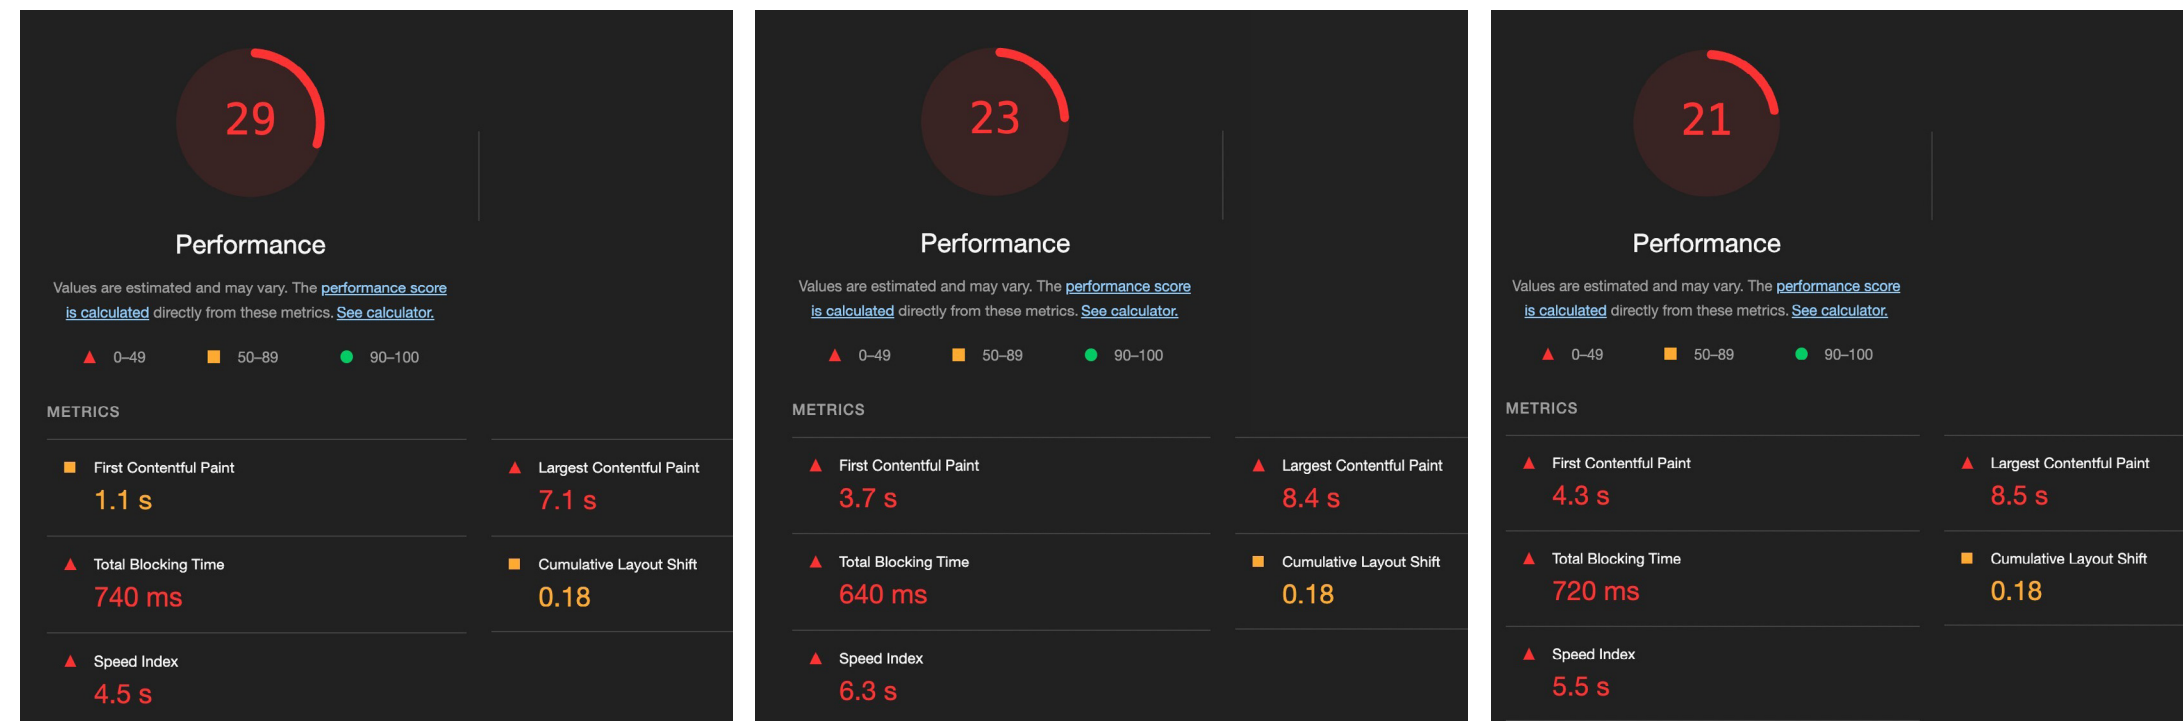 29
Performance
Values are estimated and may vary. The performance score
is calculated directly from these metrics. See calculator.
0–49 50–89 90–100
METRICS
First Contentful Paint
1.1 s
Largest Contentful Paint
7.1 s
Total Blocking Time
740 ms
Cumulative Layout Shift
0.18
Speed Index
4.5 s
23
Performance
Values are estimated and may vary. The performance score
is calculated directly from these metrics. See calculator.
0–49 50–89 90–100
METRICS
First Contentful Paint
3.7 s
Largest Contentful Paint
8.4 s
Total Blocking Time
640 ms
Cumulative Layout Shift
0.18
Speed Index
6.3 s
21
Performance
Values are estimated and may vary. The performance score
is calculated directly from these metrics. See calculator.
0–49 50–89 90–100
METRICS
First Contentful Paint
4.3 s
Largest Contentful Paint
8.5 s
Total Blocking Time
720 ms
Cumulative Layout Shift
0.18
Speed Index
5.5 s